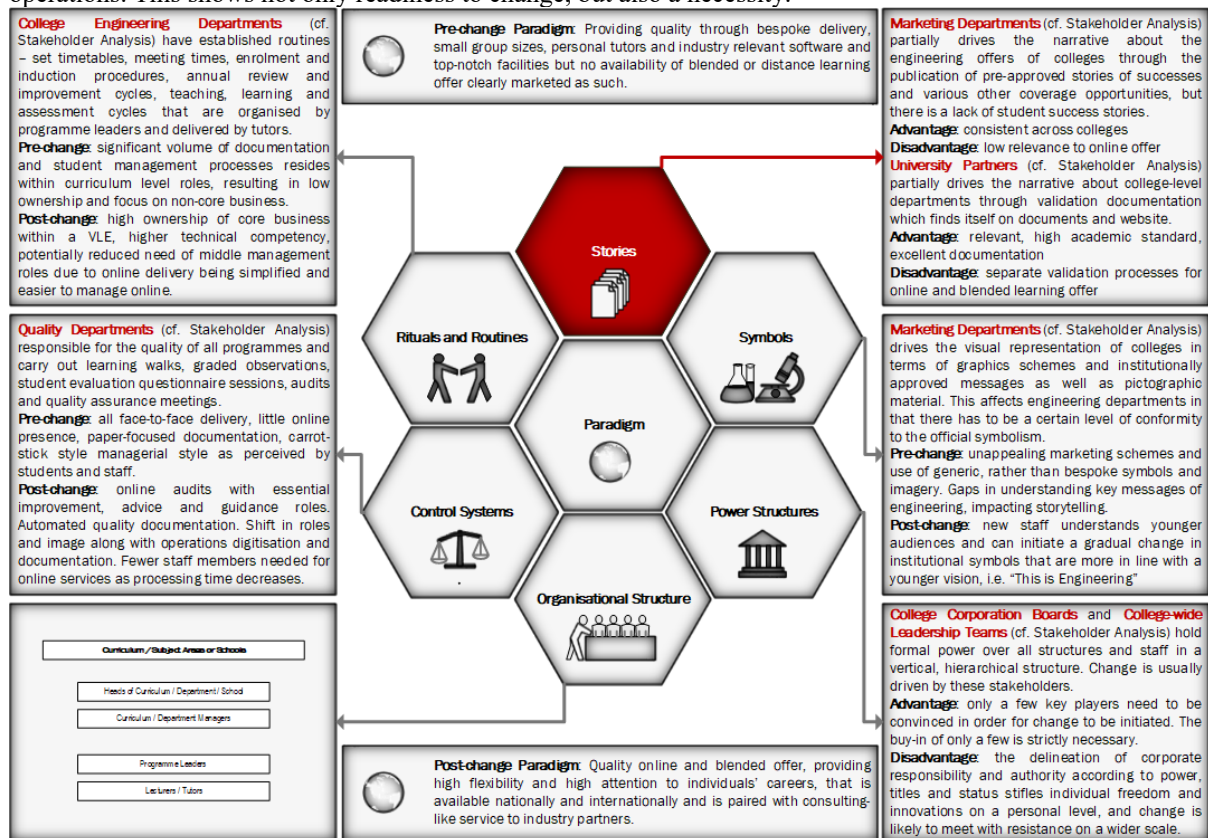 operations. This shows not only readiness to change, but also a necessity.
College Engineering Departments (cf.
Stakeholder Analysis) have established routines
– set timetables, meeting times, enrolment and
induction procedures, annual review and
improvement cycles, teaching, learning and
assessment cycles that are organised by
programme leaders and delivered by tutors.
Pre-change: significant volume of documentation
and student management processes resides
within curriculum level roles, resulting in low
ownership and focus on non-core business.
Post-change: high ownership of core business
within a VLE, higher technical competency,
potentially reduced need of middle management
roles due to online delivery being simplified and
easier to manage online.
Pre-change Paradigm: Providing quality through bespoke delivery,
small group sizes, personal tutors and industry relevant software and
top-notch facilities but no availability of blended or distance learning
offer clearly marketed as such.
Marketing Departments (cf. Stakeholder Analysis)
partially drives the narrative about the
engineering offers of colleges through the
publication of pre-approved stories of successes
and various other coverage opportunities, but
there is a lack of student success stories.
Advantage: consistent across colleges
Disadvantage: low relevance to online offer
University Partners (cf. Stakeholder Analysis)
partially drives the narrative about college-level
departments through validation documentation
which finds itself on documents and website.
Advantage: relevant, high academic standard,
excellent documentation
Disadvantage: separate validation processes for
online and blended learning offer
Stories
Rituals and Routines
Symbols
Paradigm
Control Systems
Power Structures
Organisational Structure
Quality Departments (cf. Stakeholder Analysis)
responsible for the quality of all programmes and
carry out learning walks, graded observations,
student evaluation questionnaire sessions, audits
and quality assurance meetings.
Pre-change: all face-to-face delivery, little online
presence, paper-focused documentation, carrot-
stick style managerial style as perceived by
students and staff.
Post-change: online audits with essential
improvement, advice and guidance roles.
Automated quality documentation. Shift in roles
and image along with operations digitisation and
documentation. Fewer staff members needed for
online services as processing time decreases.
Marketing Departments (cf. Stakeholder Analysis)
drives the visual representation of colleges in
terms of graphics schemes and institutionally
approved messages as well as pictographic
material. This affects engineering departments in
that there has to be a certain level of conformity
to the official symbolism.
Pre-change: unappealing marketing schemes and
use of generic, rather than bespoke symbols and
imagery. Gaps in understanding key messages of
engineering, impacting storytelling.
Post-change: new staff understands younger
audiences and can initiate a gradual change in
institutional symbols that are more in line with a
younger vision, i.e. “This is Engineering”
Curriculum / Subject Areas or Schools
Heads of Curriculum / Department / School
Curriculum / Department Managers
Programme Leaders
Lecturers / Tutors
Post-change Paradigm: Quality online and blended offer, providing
high flexibility and high attention to individuals’ careers, that is
available nationally and internationally and is paired with consulting-
like service to industry partners.
College Corporation Boards and College-wide
Leadership Teams (cf. Stakeholder Analysis) hold
formal power over all structures and staff in a
vertical, hierarchical structure. Change is usually
driven by these stakeholders.
Advantage: only a few key players need to be
convinced in order for change to be initiated. The
buy-in of only a few is strictly necessary.
Disadvantage: the delineation of corporate
responsibility and authority according to power,
titles and status stifles individual freedom and
innovations on a personal level, and change is
likely to meet with resistance on a wider scale.